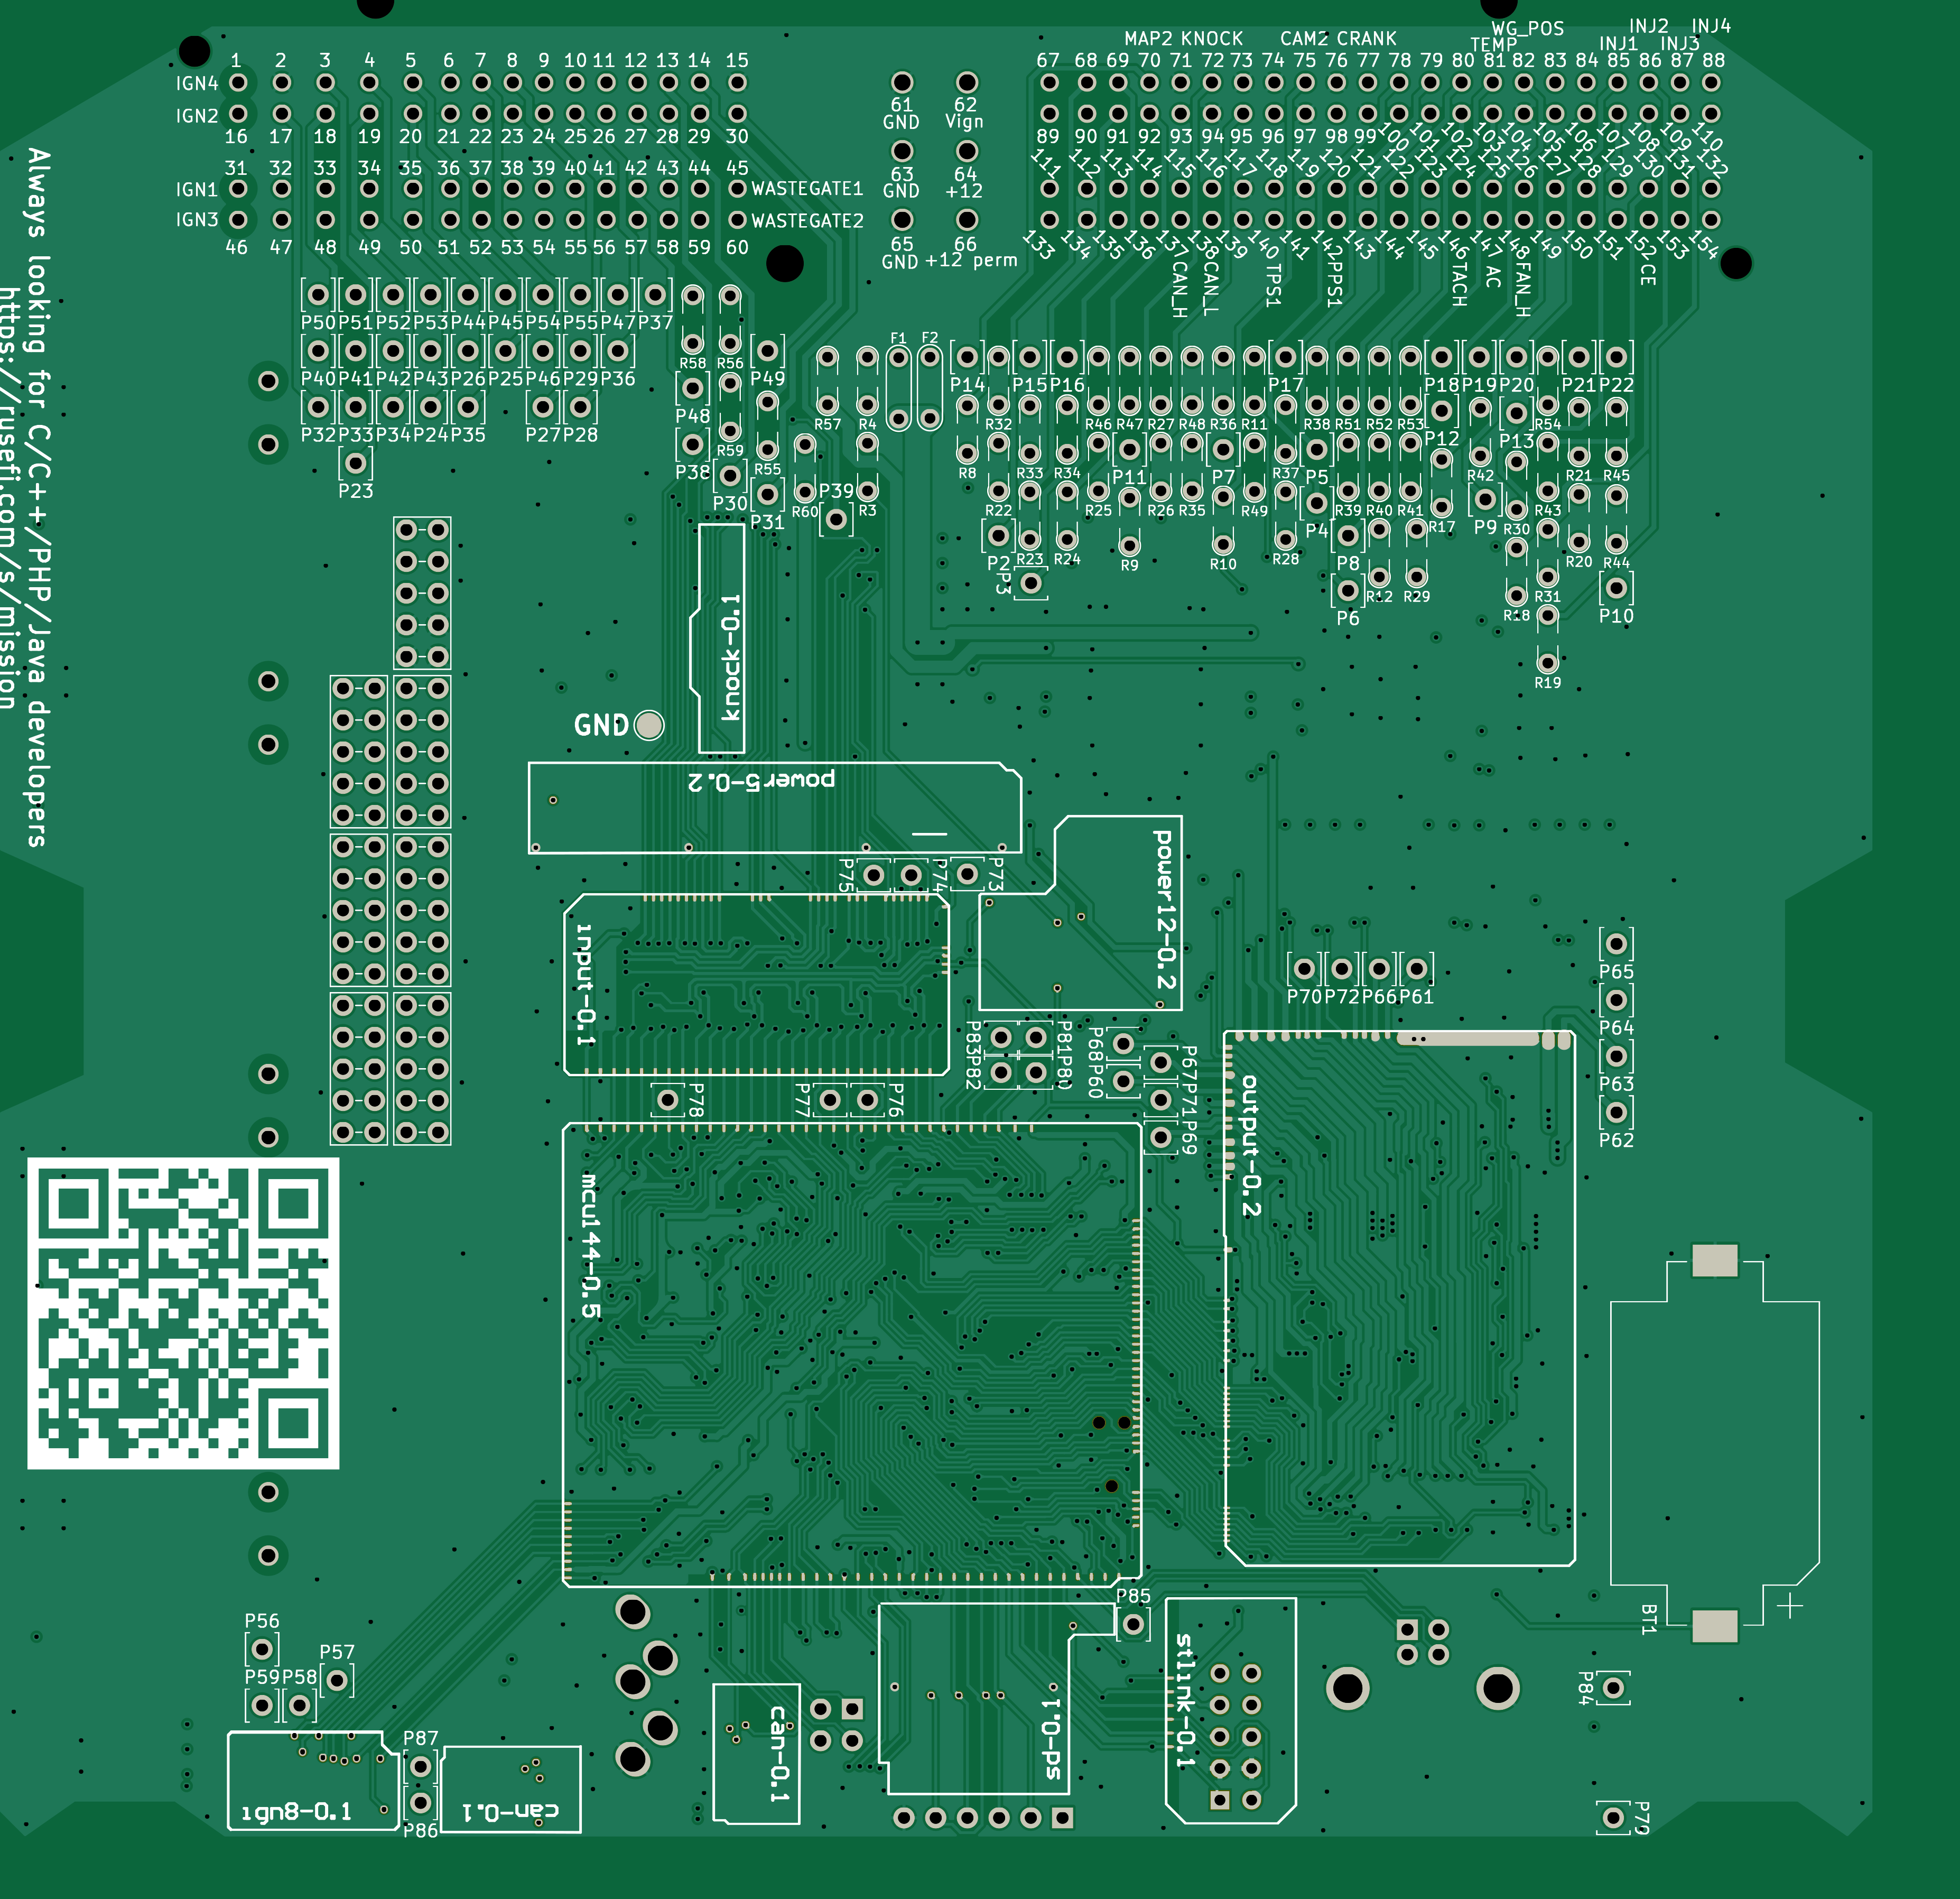 WG_POS INJ2 INJ4
MAP2 KNOCK CAM2 CRANK TEMP INJ1 INJ3
1 2 3 4 5 6 7 8 9 10 11 12 13 14 15
67 68 69 70 71 72 73 74 75 76 77 78 79 80 81 82 83 84 85 86 87 88
IGN4
61 62
GND Vign
IGN2
16 17 18 19 20 21 22 23 24 25 26 27 28 29 30
89 90 91 92 93 94 95 96 97 98 99 100 101 102 103 104 105 106 107 108 109 110
31 32 33 34 35 36 37 38 39 40 41 42 43 44 45
111 112 113 114 115 116 117 118 119 120 121 122 123 124 125 126 127 128 129 130 131 132
63 64
IGN1
WASTEGATE1
GND +12
IGN3
WASTEGATE2
46 47 48 49 50 51 52 53 54 55 56 57 58 59 60
65 66
GND +12 perm
133 134 135 136 137 138 139 140 141 142 143 144 145 146 147 148 149 150 151 152 153 154
CAN_H CAN_L TPS1 PPS1 TACH AC FAN_H CE
Always looking for C/C++/PHP/Java developers
https://rusefi.com/s/mission
P50 P51 P52 P53 P44 P45 P54 P55 P47 P37
P40 P41 P42 P43 P26 P25 P46 P29 P36
R58 R56 P49
F1 F2
P32 P33 P34 P24 P35 P27 P28
P48 R59 R57 R4
P14 P15 P16 P17 P18 P19 P20 P21 P22
R32 R46 R47 R27 R48 R36 R11 R38 R51 R52 R53 P12 P13 R54
P23
P38 P30 R55 P31 R60 P39 R3
R8 R33 R34 P11 P7 R37 P5 R42 R21 R45
R22 R25 R26 R35 R49 P4 R39 R40 R41 R17 P9 R30 R43
P2 R23 R24 R9 R10 R28 P8 R20 R44
P3 P6 R12 R29 R18 R31 P10
R19
knock-0.1
GND
power5-0.2
power12-0.2
P75 P74 P73
input-0.1
P70 P72 P66 P61
P65
P64
P63
P62
P83 P82 P81 P80 P68 P60 P67 P71 P69
P78 P77 P76
output-0.2
mcu144-0.5
P85
BT1
+
P56
P57
P59 P58
P84
stlink-0.1
can-0.1
1.0-ps
P87
ign8-0.1
can-0.1
P86
P79